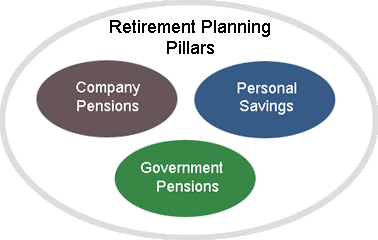 Retirement Planning
Pillars
Company
Pensions
Personal
Savings
Government
Pensions